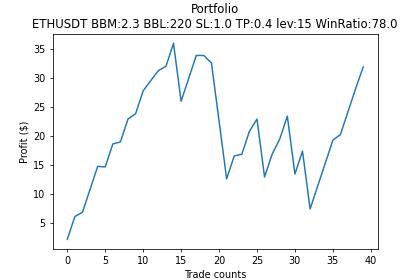 Portfolio
ETHUSDT BBM:2.3 BBL:220 SL:1.0 TP:0.4 lev:15 WinRatio:78.0
Profit ($)
35
30
25
20
15
10
5
0 5 10 15 20 25 30 35 40
Trade counts